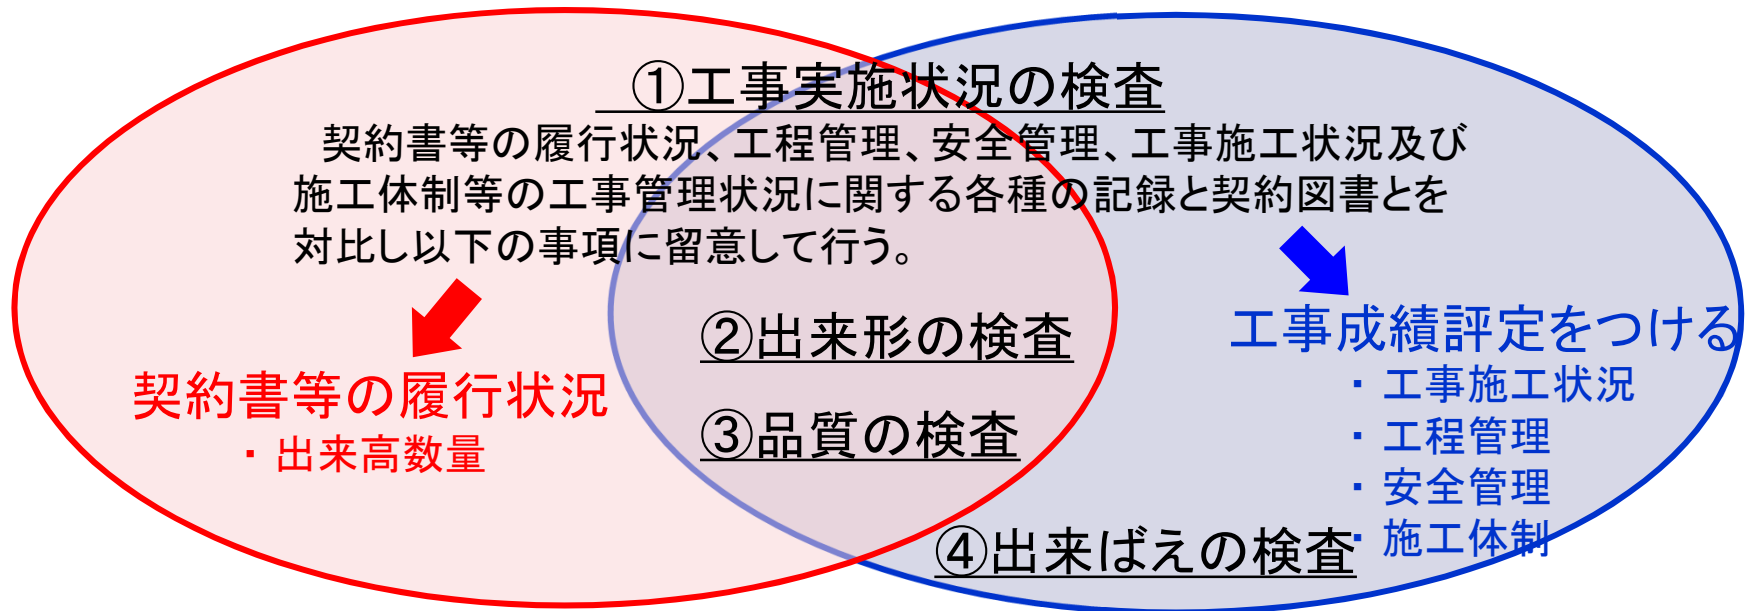 ①工事実施状況の検査
契約書等の履行状況、工程管理、安全管理、工事施工状況及び
施工体制等の工事管理状況に関する各種の記録と契約図書とを
対比し以下の事項に留意して行う。
②出来形の検査
③品質の検査
④出来ばえの検査
契約書等の履行状況
・出来高数量
工事成績評定をつける
・工事施工状況
・工程管理
・安全管理
・施工体制